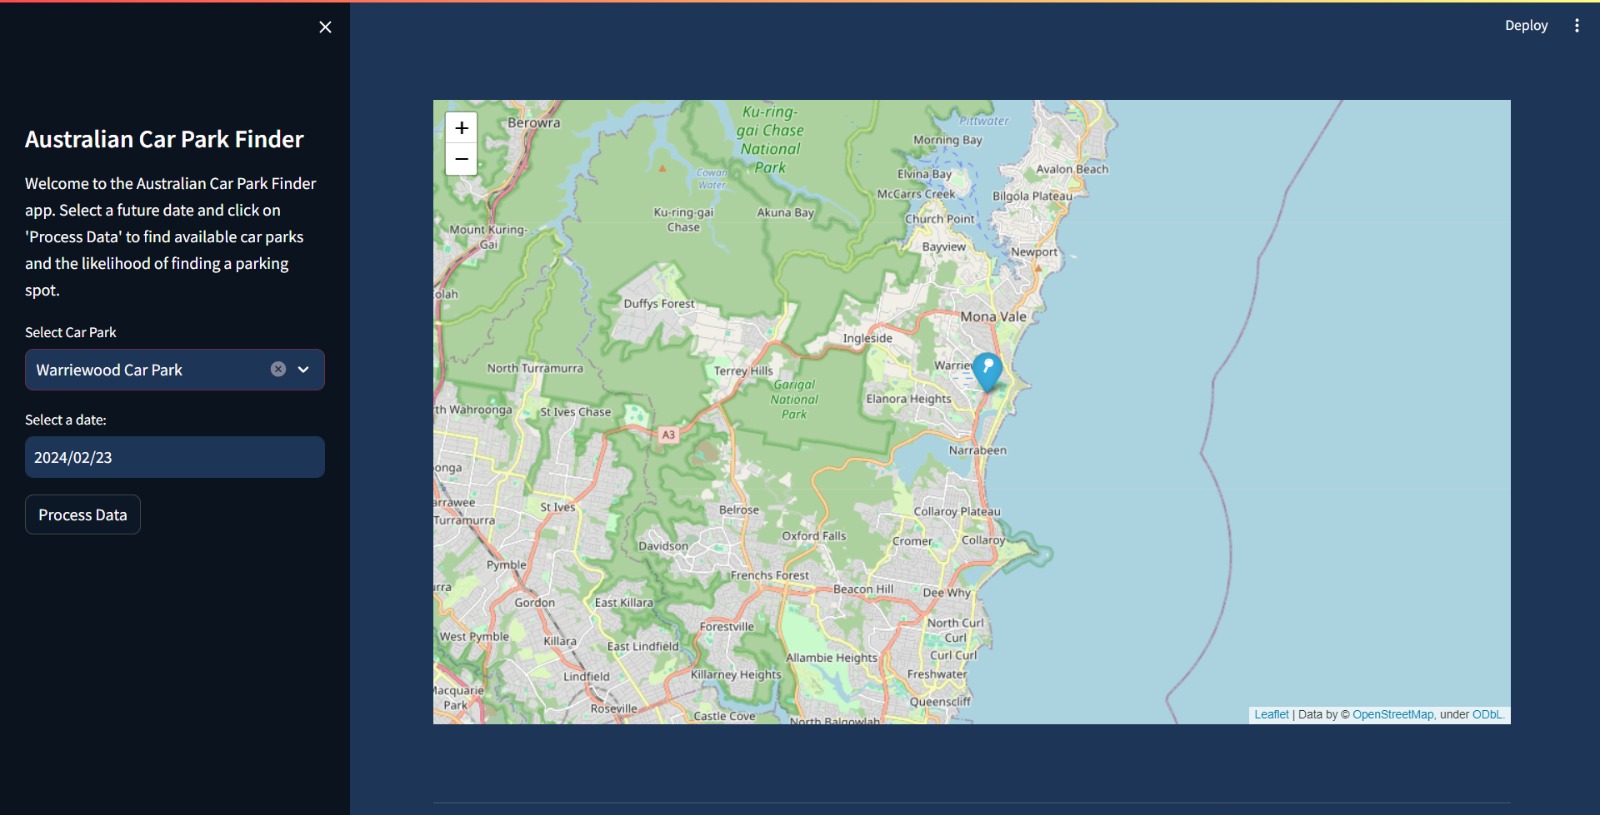 Deploy
Australian Car Park Finder
Welcome to the Australian Car Park Finder
app. Select a future date and click on
'Process Data' to find available car parks
and the likelihood of finding a parking
spot.
Select Car Park
Warriewood Car Park
Select a date:
2024/02/23
Process Data
+
−
Berowra
Ku-ring-
gai Chase
National
Park
Pittwater
Morning Bay
Avalon Beach
Elvina Bay
Cowan
Water
McCarrs Creek
Bilgola Plateau
Ku-ring-gai
Chase
Akuna Bay
Church Point
Mount Kuring-
Gai
Bayview
Newport
olah
Duffys Forest
Mona Vale
Ingleside
North Turramurra
Terrey Hills
Warriew
Garigal
National
Park
Elanora Heights
rth Wahroonga
St Ives Chase
A3
Narrabeen
onga
arrawee
Turramurra
St Ives
Belrose
Collaroy Plateau
Oxford Falls
Cromer
Collaroy
Davidson
Pymble
Frenchs Forest
rra
Beacon Hill
Dee Why
Gordon
East Killara
Forestville
North Curl
Curl
West Pymble
Killara
East Lindfield
Allambie Heights
Curl Curl
Lindfield
Killarney Heights
Freshwater
Macquarie
Park
Roseville
Castle Cove
North Balgowlah
Queenscliff
Leaflet | Data by © OpenStreetMap, under ODbL.